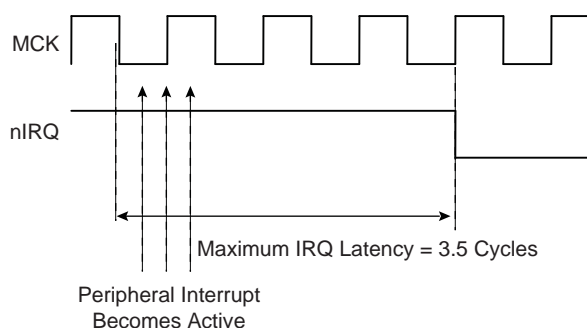 MCK
nIRQ
Maximum IRQ Latency = 3.5 Cycles
Peripheral Interrupt
Becomes Active